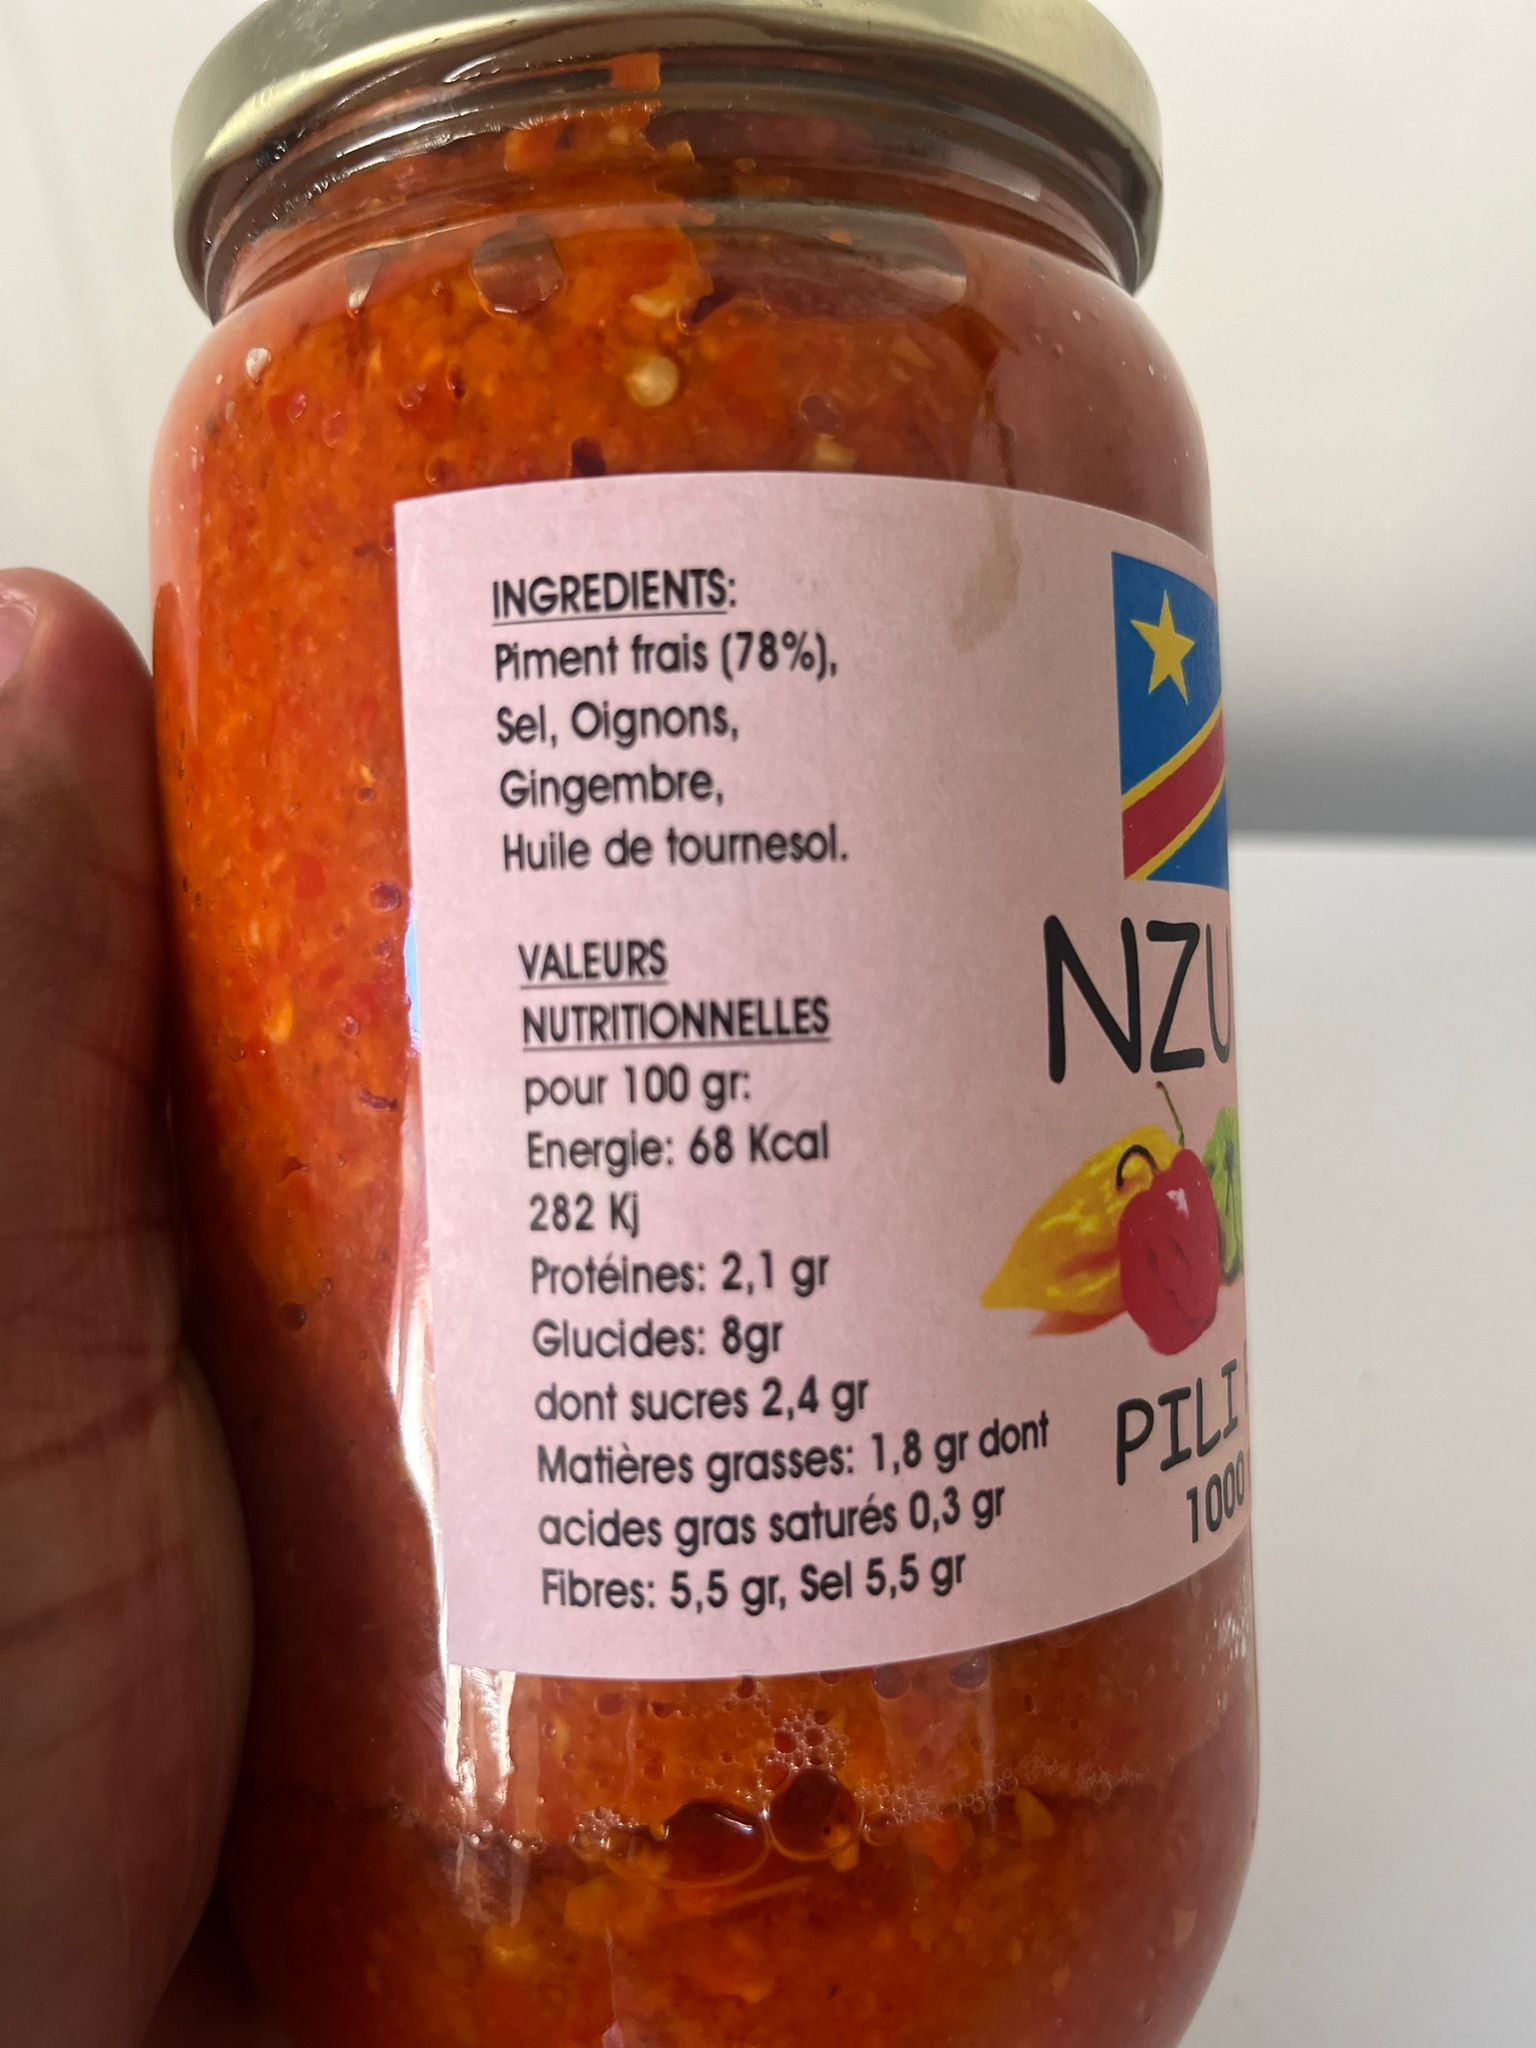 INGREDIENTS:
Piment frais (78%),
Sel, Oignons,
Gingembre,
Huile de tournesol.
VALEURS
NUTRITIONNELLES
pour 100 gr:
Energie: 68 Kcal
282 Kj
Protéines: 2,1 gr
Glucides: 8gr
dont sucres 2,4 gr
Matières grasses: 1,8 gr dont
acides gras saturés 0,3 gr
Fibres: 5,5 gr, Sel 5,5 gr
NZU
PILI
1000